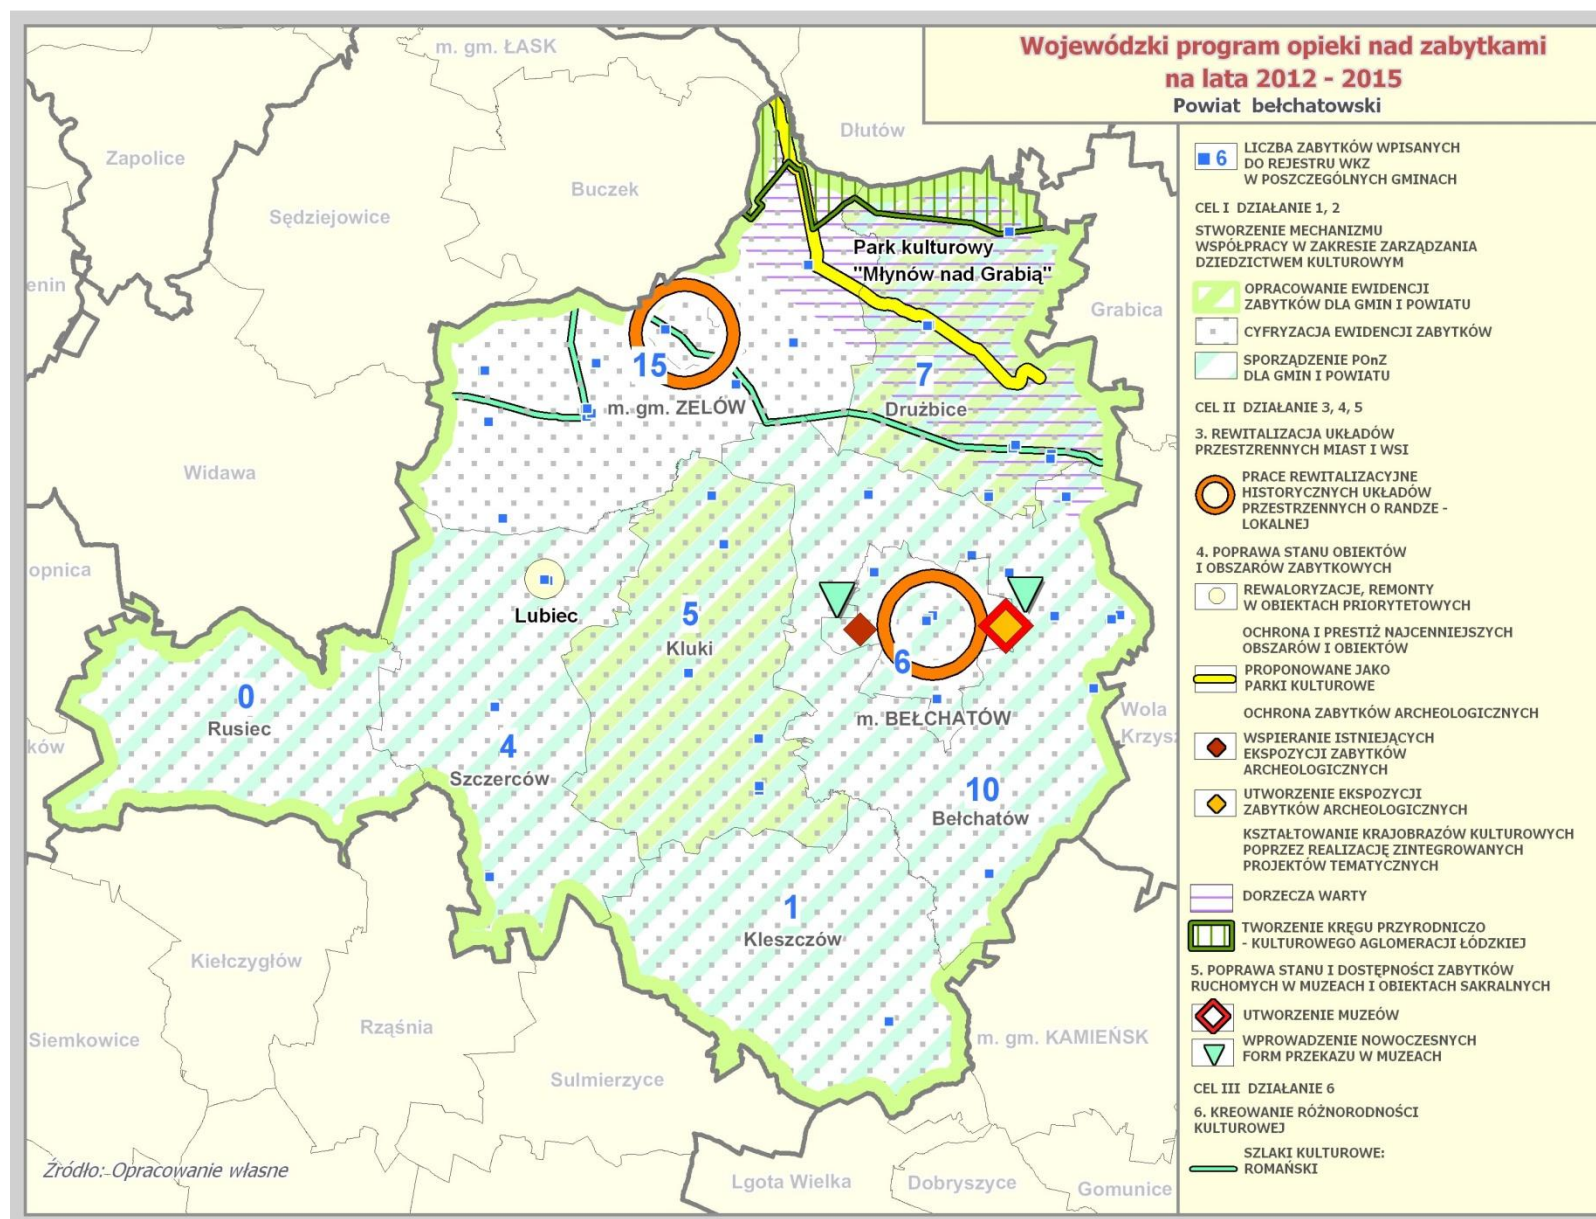 Wojewódzki program opieki nad zabytkami
na lata 2012 - 2015
Powiat bełchatowski
m. gm. ŁASK
Dłutów
Zapolice
Buczek
Sędziejowice
Park kulturowy
"Młynów nad Grabią"
enin
Grabica
15
7
m. gm. ZELÓW
Drużbice
Widawa
opnica
Lubiec
5
Kluki
6
0
Rusiec
m. BEŁCHATÓW
Wola
Krzysz
ków
4
Szczerców
10
Bełchatów
1
Kleszczów
Kiełczygłów
Rząśnia
Siemkowice
m. gm. KAMIEŃSK
Sulmierzyce
Źródło: Opracowanie własne
Lgota Wielka
Dobryszyce
Gomunice
6 LICZBA ZABYTKÓW WPISANYCH
DO REJESTRU WKZ
W POSZCZEGÓLNYCH GMINACH
CEL I DZIAŁANIE 1, 2
STWORZENIE MECHANIZMU
WSPÓŁPRACY W ZAKRESIE ZARZĄDZANIA
DZIEDZICTWEM KULTUROWYM
OPRACOWANIE EWIDENCJI
ZABYTKÓW DLA GMIN I POWIATU
CYFRYZACJA EWIDENCJI ZABYTKÓW
SPORZĄDZENIE POnZ
DLA GMIN I POWIATU
CEL II DZIAŁANIE 3, 4, 5
3. REWITALIZACJA UKŁADÓW
PRZESTZRENNYCH MIAST I WSI
PRACE REWITALIZACYJNE
HISTORYCZNYCH UKŁADÓW
PRZESTRZENNYCH O RANDZE -
LOKALNEJ
4. POPRAWA STANU OBIEKTÓW
I OBSZARÓW ZABYTKOWYCH
REWALORYZACJE, REMONTY
W OBIEKTACH PRIORYTETOWYCH
OCHRONA I PRESTIŻ NAJCENNIEJSZYCH
OBSZARÓW I OBIEKTÓW
PROPONOWANE JAKO
PARKI KULTUROWE
OCHRONA ZABYTKÓW ARCHEOLOGICZNYCH
WSPIERANIE ISTNIEJĄCYCH
EKSPOZYCJI ZABYTKÓW
ARCHEOLOGICZNYCH
UTWORZENIE EKSPOZYCJI
ZABYTKÓW ARCHEOLOGICZNYCH
KSZTAŁTOWANIE KRAJOBRAZÓW KULTUROWYCH
POPRZEZ REALIZACJĘ ZINTEGROWANYCH
PROJEKTÓW TEMATYCZNYCH
DORZECZA WARTY
TWORZENIE KRĘGU PRZYRODNICZO
- KULTUROWEGO AGLOMERACJI ŁÓDZKIEJ
5. POPRAWA STANU I DOSTĘPNOŚCI ZABYTKÓW
RUCHOMYCH W MUZEACH I OBIEKTACH SAKRALNYCH
UTWORZENIE MUZEÓW
WPROWADZENIE NOWOCZESNYCH
FORM PRZEKAZU W MUZEACH
CEL III DZIAŁANIE 6
6. KREOWANIE RÓŻNORODNOŚCI
KULTUROWEJ
SZLAKI KULTUROWE:
ROMAŃSKI